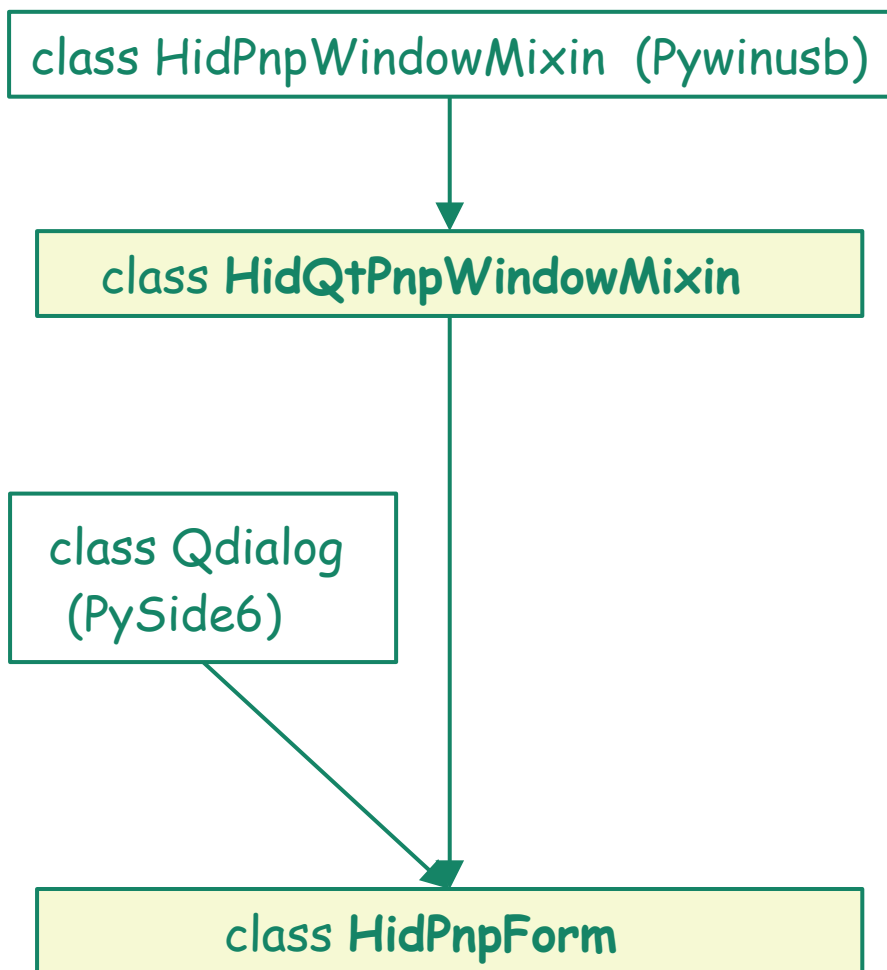 class HidPnpWindowMixin (Pywinusb)
class HidQtPnpWindowMixin
class Qdialog
(PySide6)
class HidPnpForm